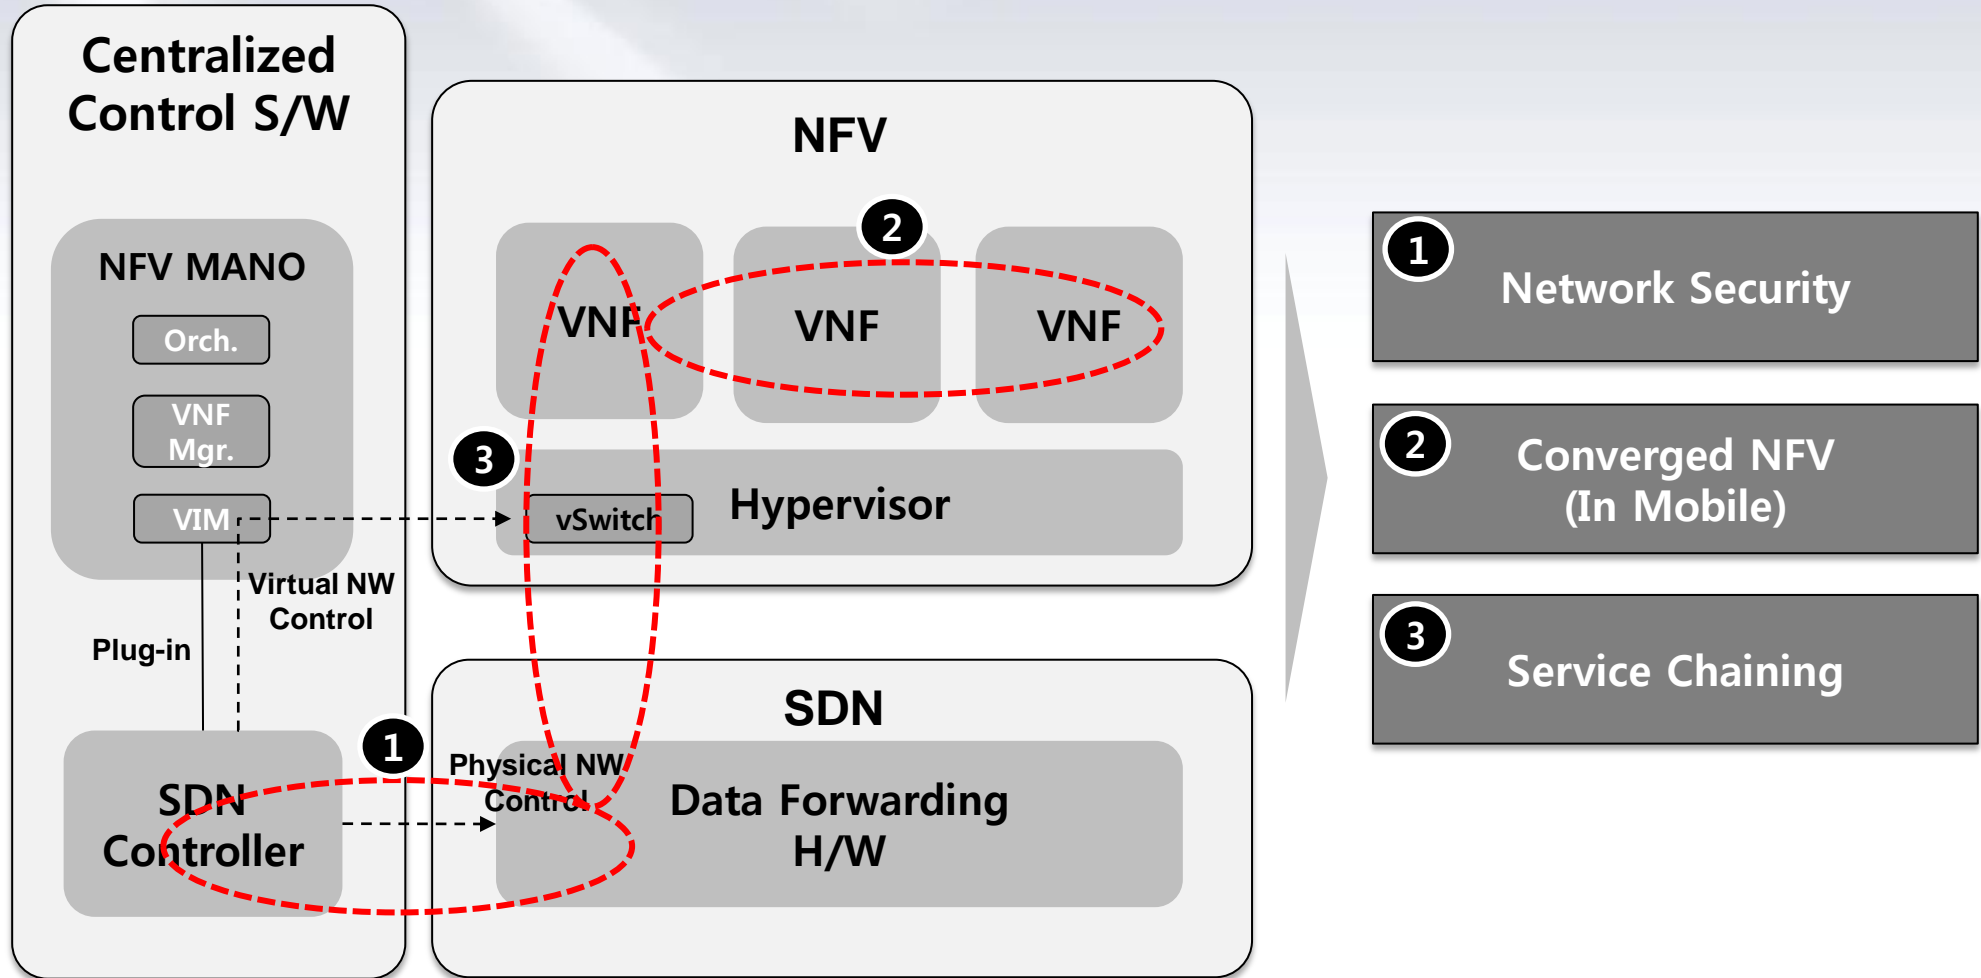 Centralized
Control S/W
NFV MANO
Orch.
VNF
Mgr.
VIM
Virtual NW
Control
Plug-in
SDN
Controller
NFV
2
VNF
VNF
VNF
3
vSwitch
Hypervisor
SDN
1
Physical NW
Control
Data Forwarding
H/W
1
Network Security
2
Converged NFV
(In Mobile)
3
Service Chaining